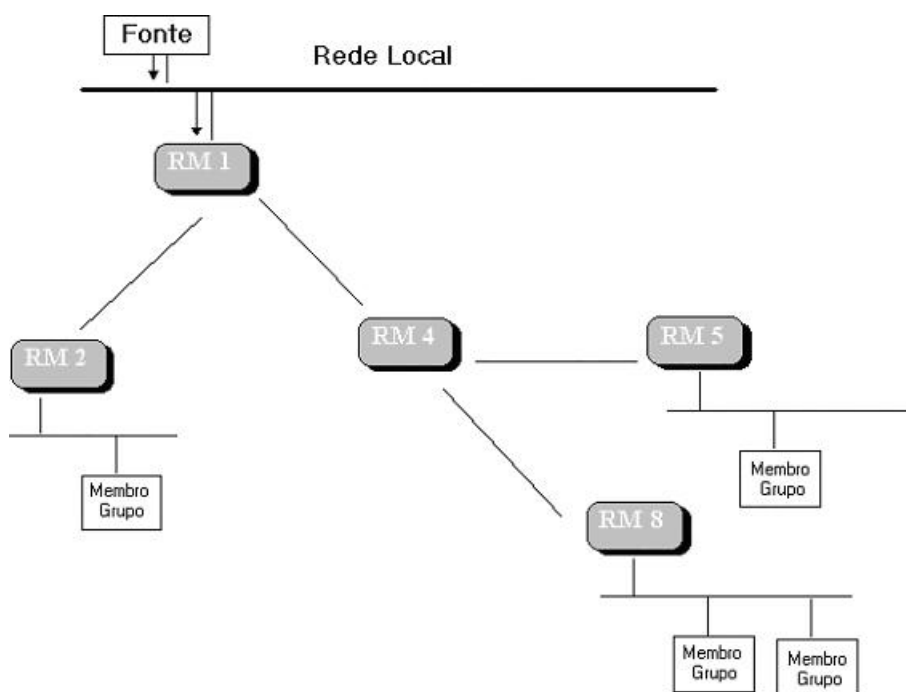 Fonte
Rede Local
RM 1
RM 2
RM 4
RM 5
Membro
Grupo
Membro
Grupo
RM 8
Membro
Grupo
Membro
Grupo